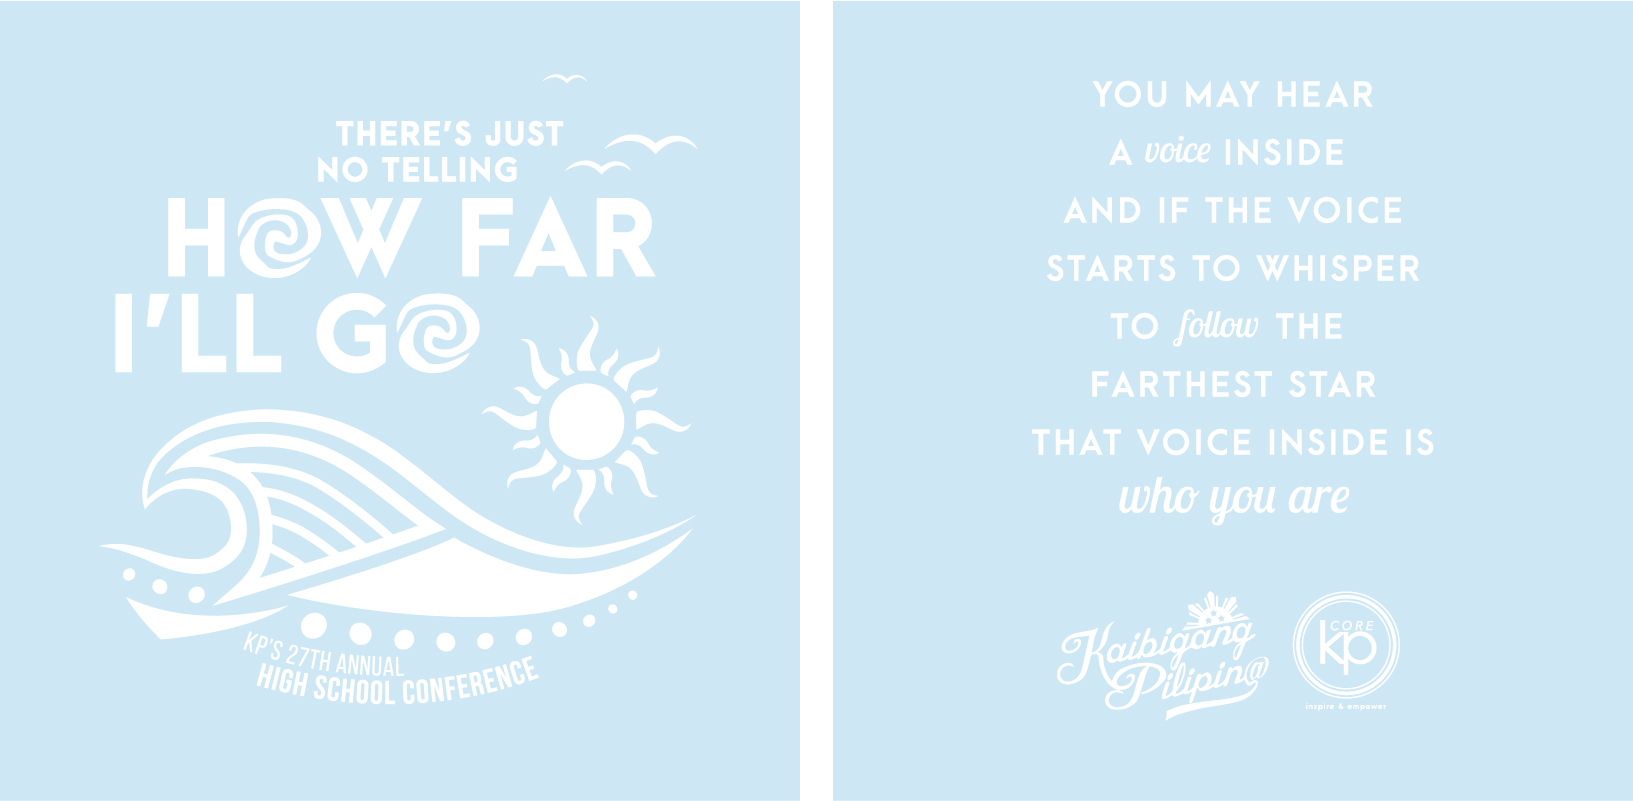 THERE'S JUST
NO TELLING
HOW FAR
I'LL GO
KP'S 27TH ANNUAL
HIGH SCHOOL CONFERENCE
YOU MAY HEAR
A voice INSIDE
AND IF THE VOICE
STARTS TO WHISPER
TO follow THE
FARTHEST STAR
THAT VOICE INSIDE IS
who you are
Kaibigang
Pilipin@
CORE
kp
inspire & empower